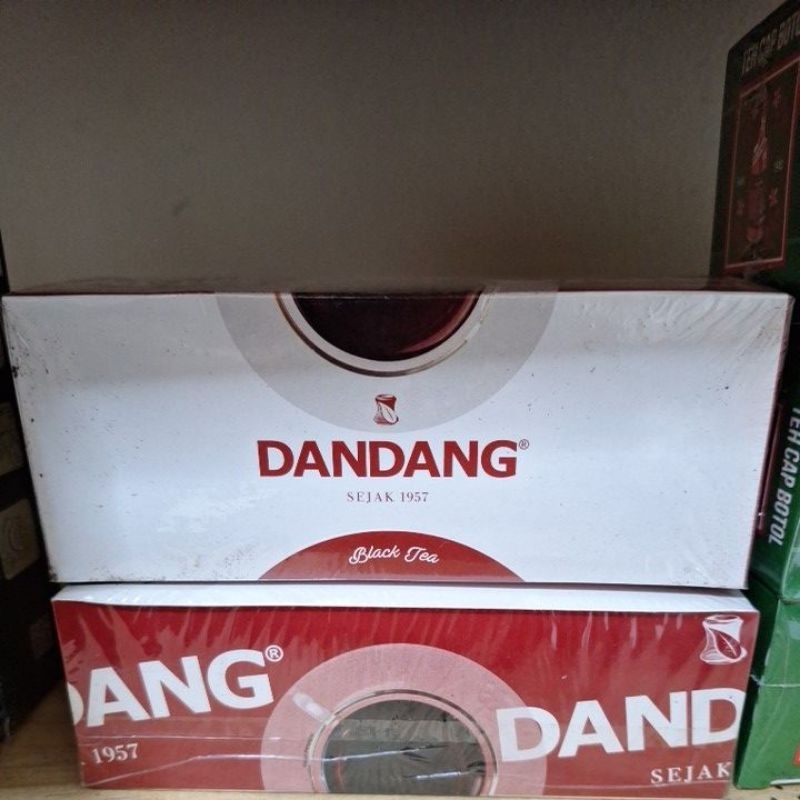 TEH CAP BOTOL
DANDANG®
SEJAK 1957
Black Tea
TEH CAP BOTOL
DANG®
1957
DAND
SEJAK